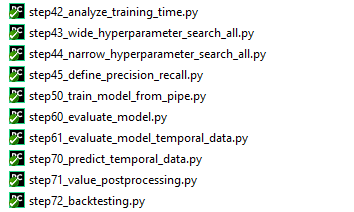 step42_analyze_training_time.py
step43_wide_hyperparameter_search_all.py
step44_narrow_hyperparameter_search_all.py
step45_define_precision_recall.py
step50_train_model_from_pipe.py
step60_evaluate_model.py
step61_evaluate_model_temporal_data.py
step70_predict_temporal_data.py
step71_value_postprocessing.py
step72_backtesting.py